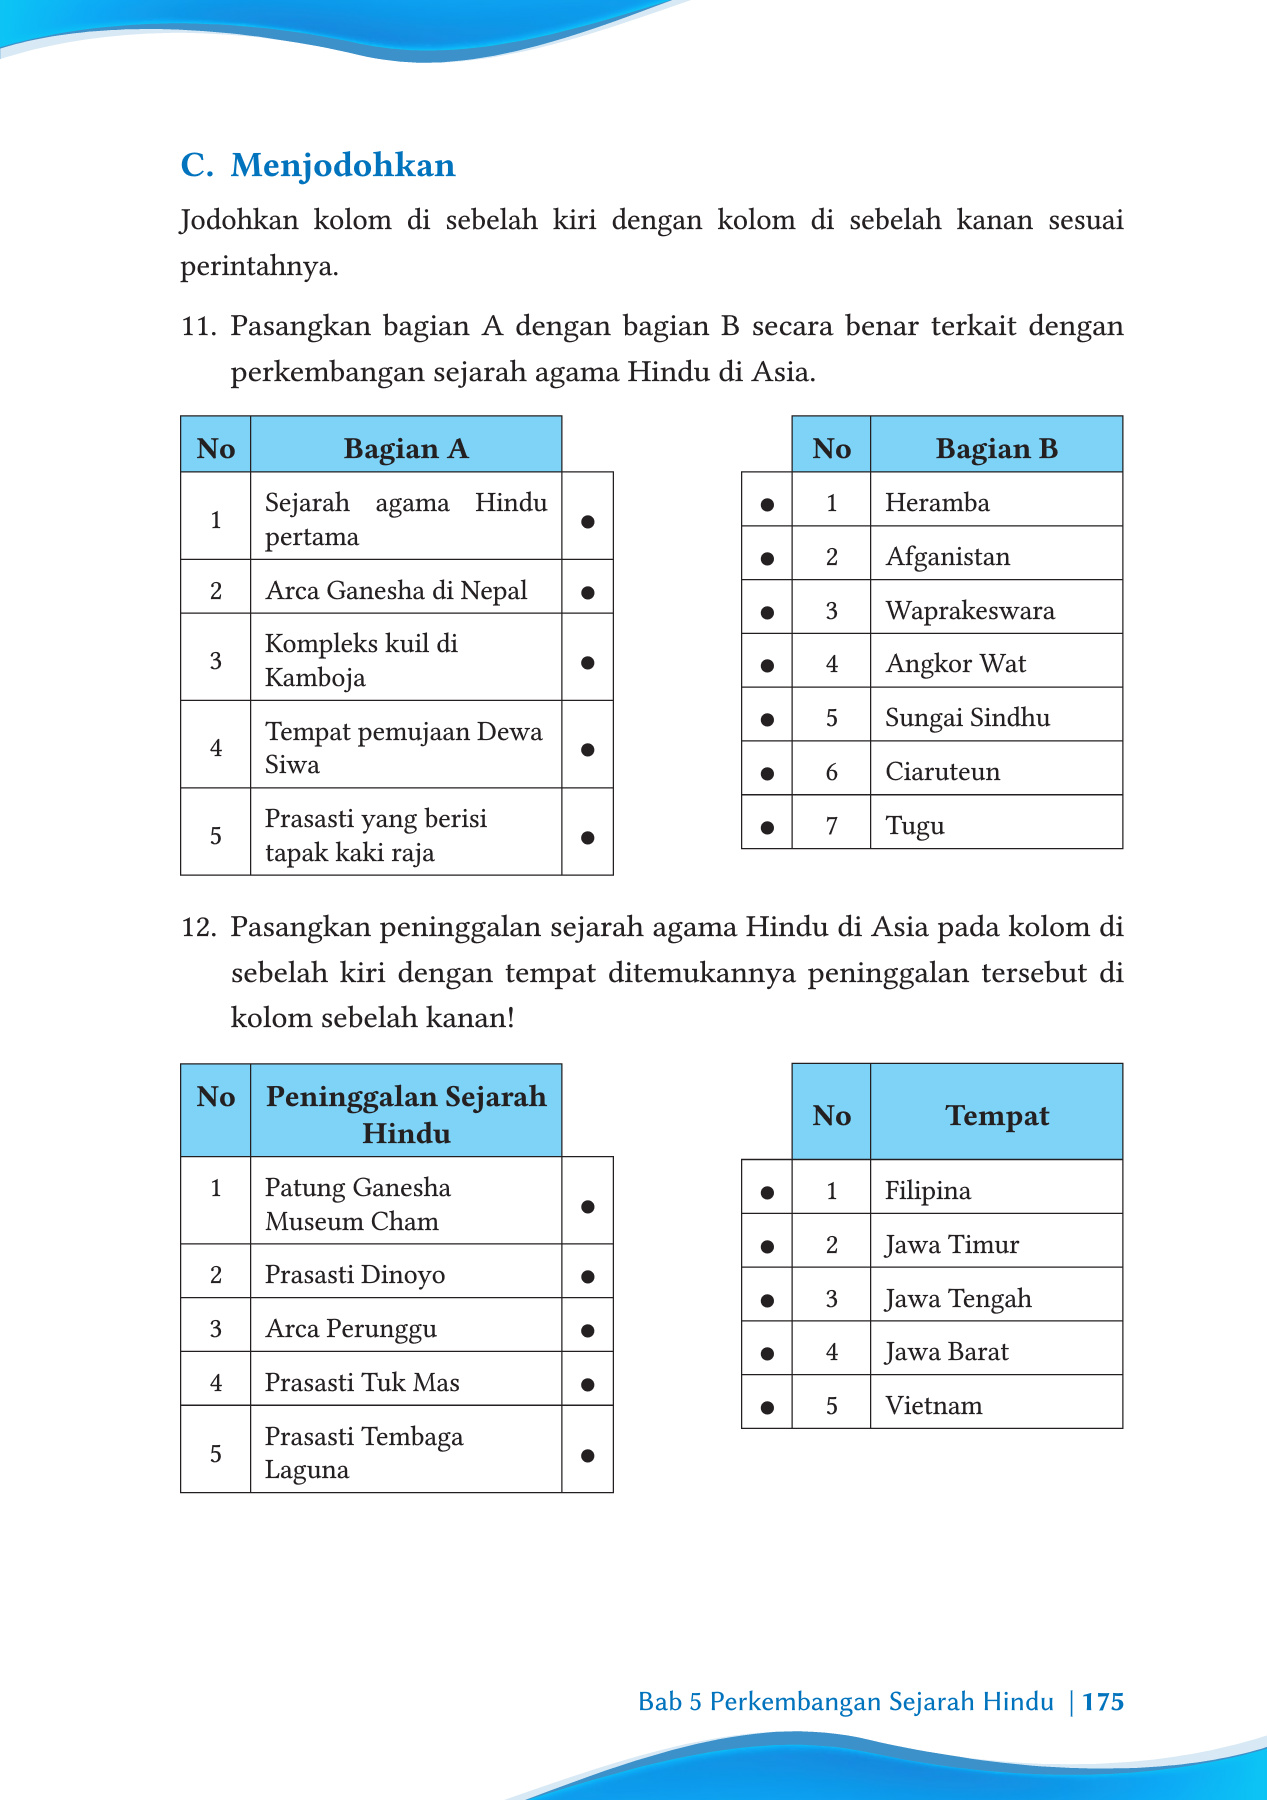 C. Menjodohkan
Jodohkan kolom di sebelah kiri dengan kolom di sebelah kanan sesuai
perintahnya.
11. Pasangkan bagian A dengan bagian B secara benar terkait dengan
perkembangan sejarah agama Hindu di Asia.
No Bagian A
1 Sejarah agama Hindu
pertama
2 Arca Ganesha di Nepal
3 Kompleks kuil di
Kamboja
4 Tempat pemujaan Dewa
Siwa
5 Prasasti yang berisi
tapak kaki raja
No Bagian B
1 Heramba
2 Afganistan
3 Waprakeswara
4 Angkor Wat
5 Sungai Sindhu
6 Ciaruteun
7 Tugu
12. Pasangkan peninggalan sejarah agama Hindu di Asia pada kolom di
sebelah kiri dengan tempat ditemukannya peninggalan tersebut di
kolom sebelah kanan!
No Peninggalan Sejarah
Hindu
1 Patung Ganesha
Museum Cham
2 Prasasti Dinoyo
3 Arca Perunggu
4 Prasasti Tuk Mas
5 Prasasti Tembaga
Laguna
No Tempat
1 Filipina
2 Jawa Timur
3 Jawa Tengah
4 Jawa Barat
5 Vietnam
Bab 5 Perkembangan Sejarah Hindu | 175